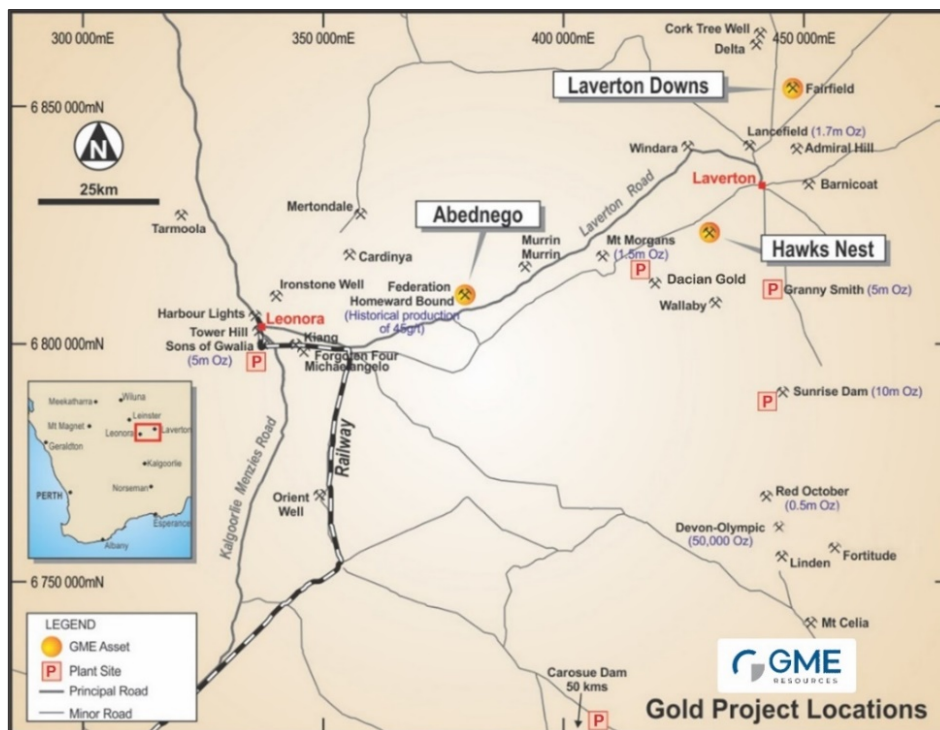 300 000mE
350 000mE
400 000mE
450 000mE
Cork Tree Well
Delta
Laverton Downs
Fairfield
6 850 000mN
N
25km
Lancefield (1.7m Oz)
Windara
Admiral Hill
Laverton
Barnicoat
Laverton Road
Mertondale
Tarmoola
Abednego
Murrin
Murrin
Mt Morgans
(1.5m Oz)
Hawks Nest
Cardinya
P
Dacian Gold
Ironstone Well
Federation
Homeward Bound
(Historical production
of 45g/t)
P
Granny Smith (5m Oz)
Wallaby
Harbour Lights
Leonora
Tower Hill
Sons of Gwalia
(5m Oz)
P
Kiang
Forgoten Four
Michaelangelo
6 800 000mN
P
Sunrise Dam (10m Oz)
Meekatharra
Wiluna
Leinster
Mt Magnet
Leonora
Laverton
Geraldton
Kalgoorlie
PERTH
Norseman
Esperance
Albany
Kalgoorlie Menzies Road
Railway
Orient
Well
Red October
(0.5m Oz)
Devon-Olympic
(50,000 Oz)
Linden
Fortitude
6 750 000mN
Mt Celia
LEGEND
GME Asset
P
Plant Site
Principal Road
Minor Road
Carosue Dam
50 kms
P
GME
RESOURCES
Gold Project Locations